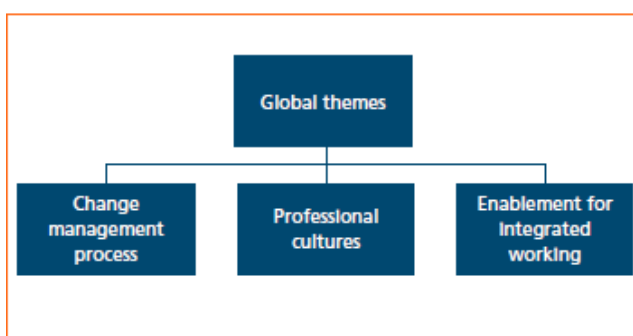 Global themes
Change
management
process
Professional
cultures
Enablement for
integrated
working